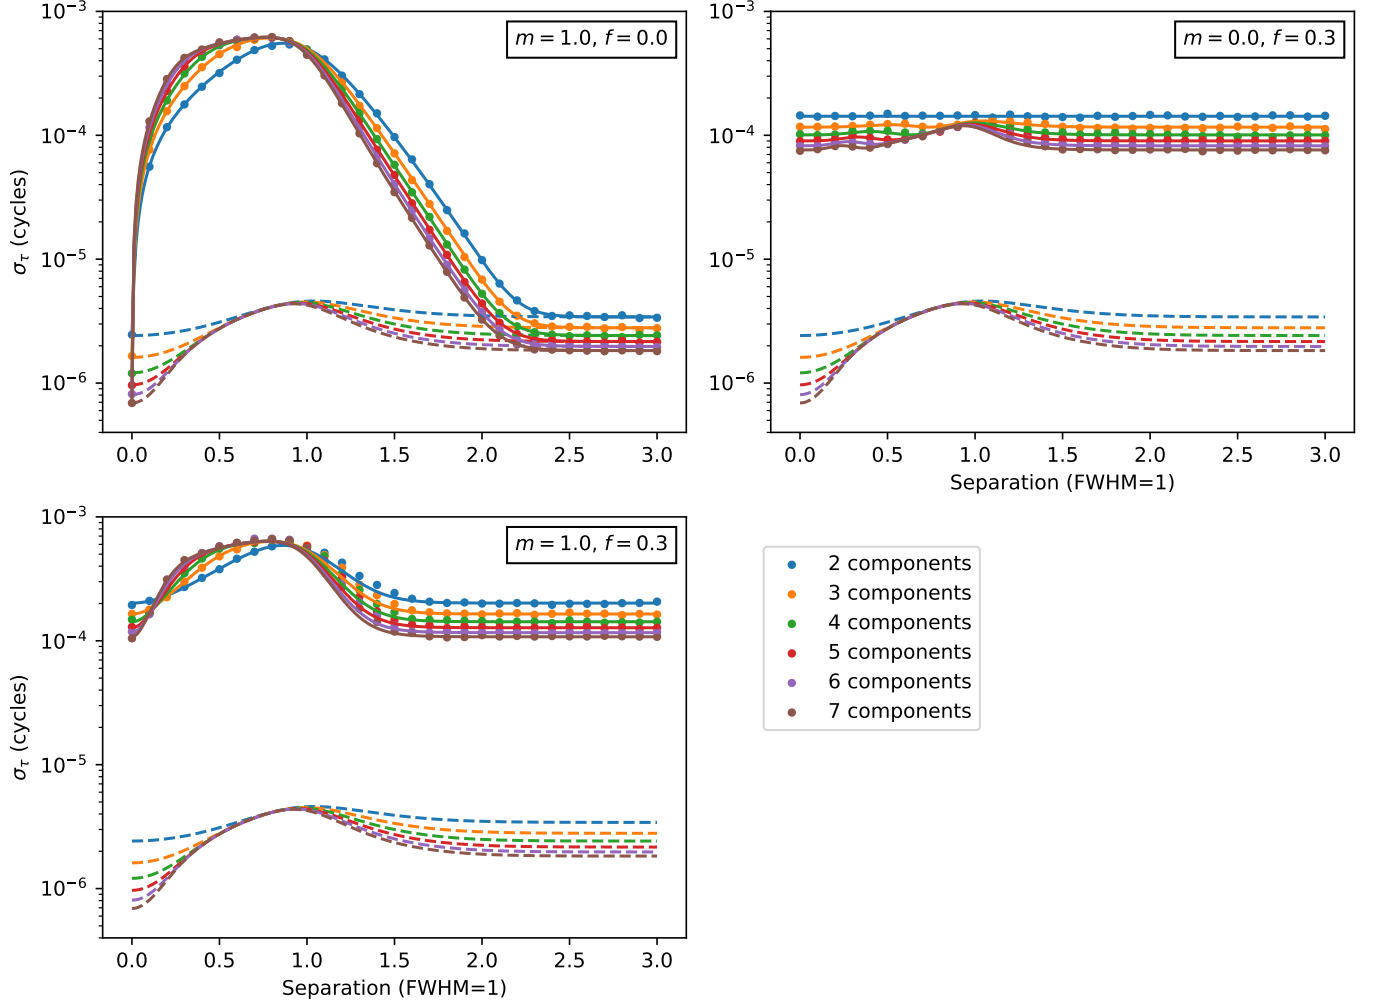 10⁻³
10⁻⁴
10⁻⁵
10⁻⁶
σ_τ (cycles)
m = 1.0, f = 0.0
0.0 0.5 1.0 1.5 2.0 2.5 3.0
10⁻³
10⁻⁴
10⁻⁵
10⁻⁶
m = 0.0, f = 0.3
0.0 0.5 1.0 1.5 2.0 2.5 3.0
Separation (FWHM=1)
10⁻³
10⁻⁴
10⁻⁵
10⁻⁶
σ_τ (cycles)
m = 1.0, f = 0.3
0.0 0.5 1.0 1.5 2.0 2.5 3.0
Separation (FWHM=1)
2 components
3 components
4 components
5 components
6 components
7 components